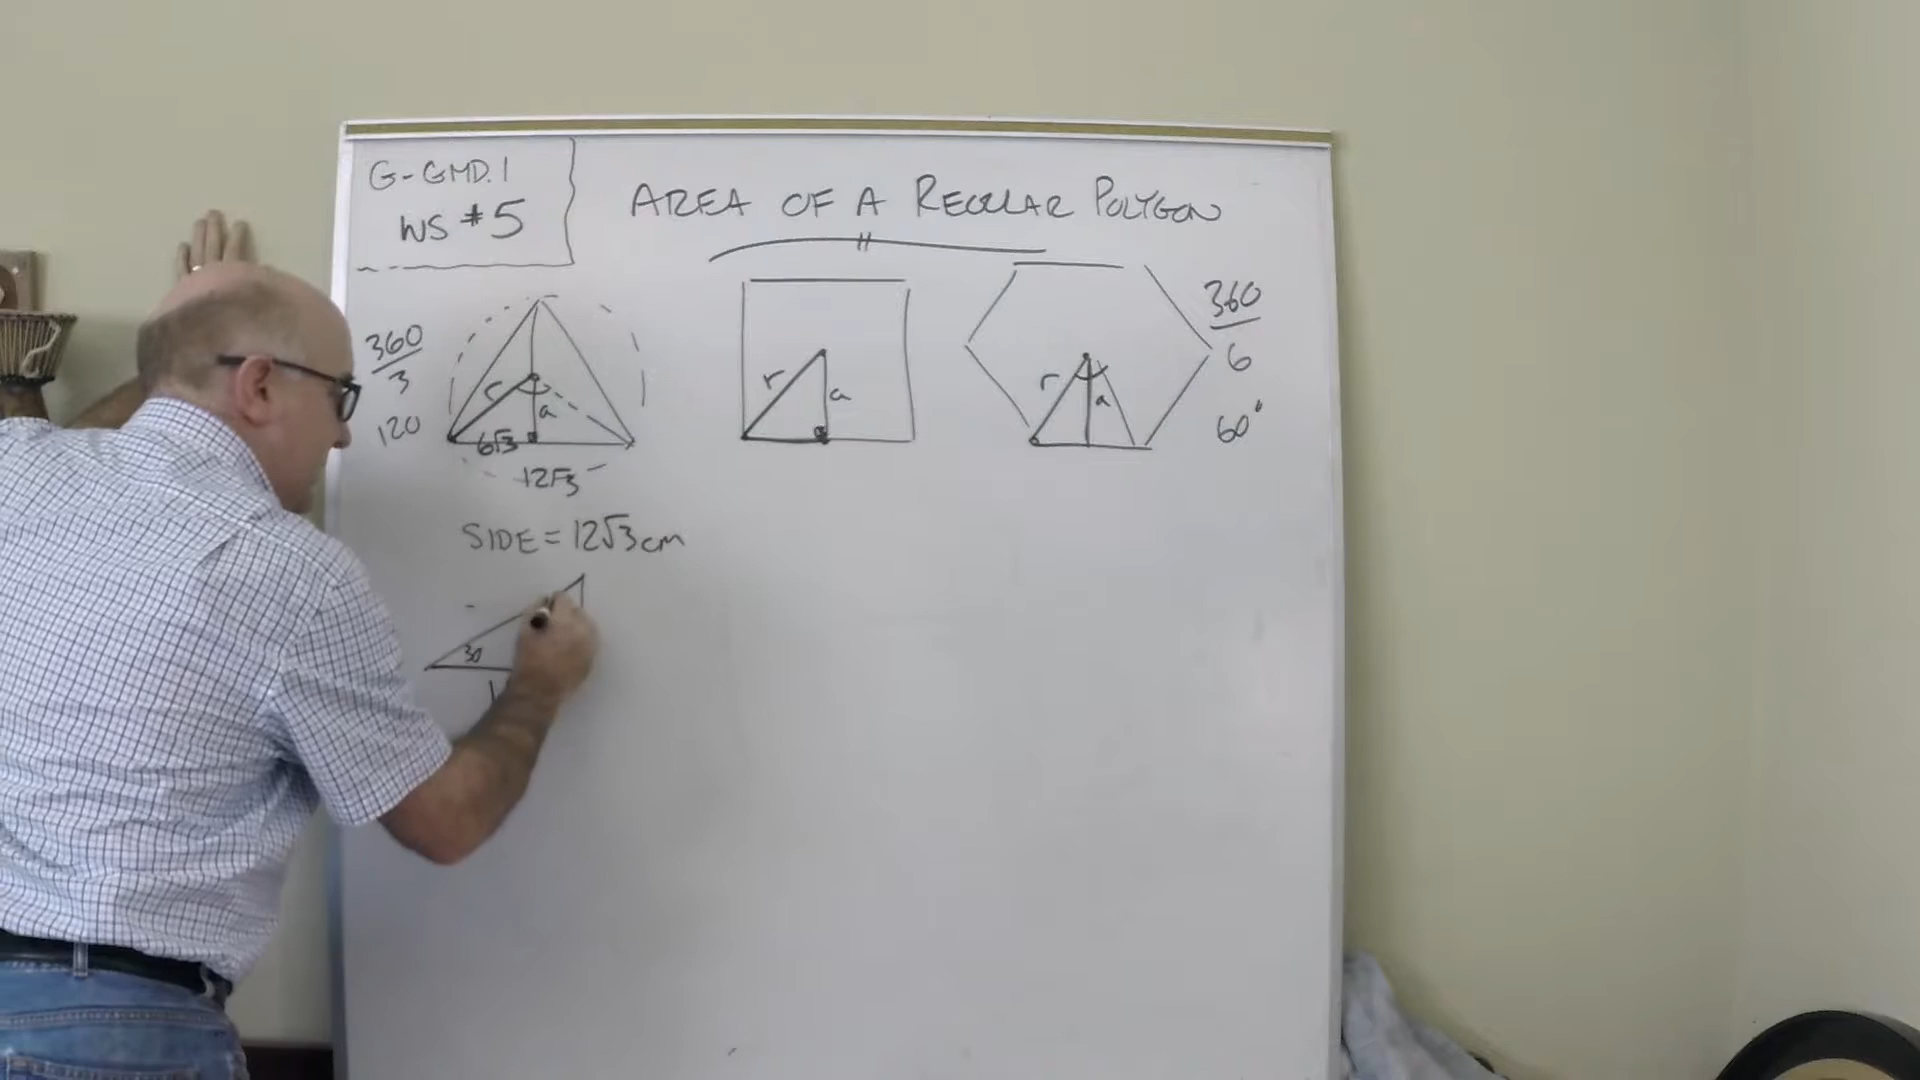 G-GMD.1
WS #5
AREA OF A REGULAR POLYGON
360
3
120
r
a
6√3
12√3
r
a
r
a
360
6
60°
SIDE = 12√3 cm
30